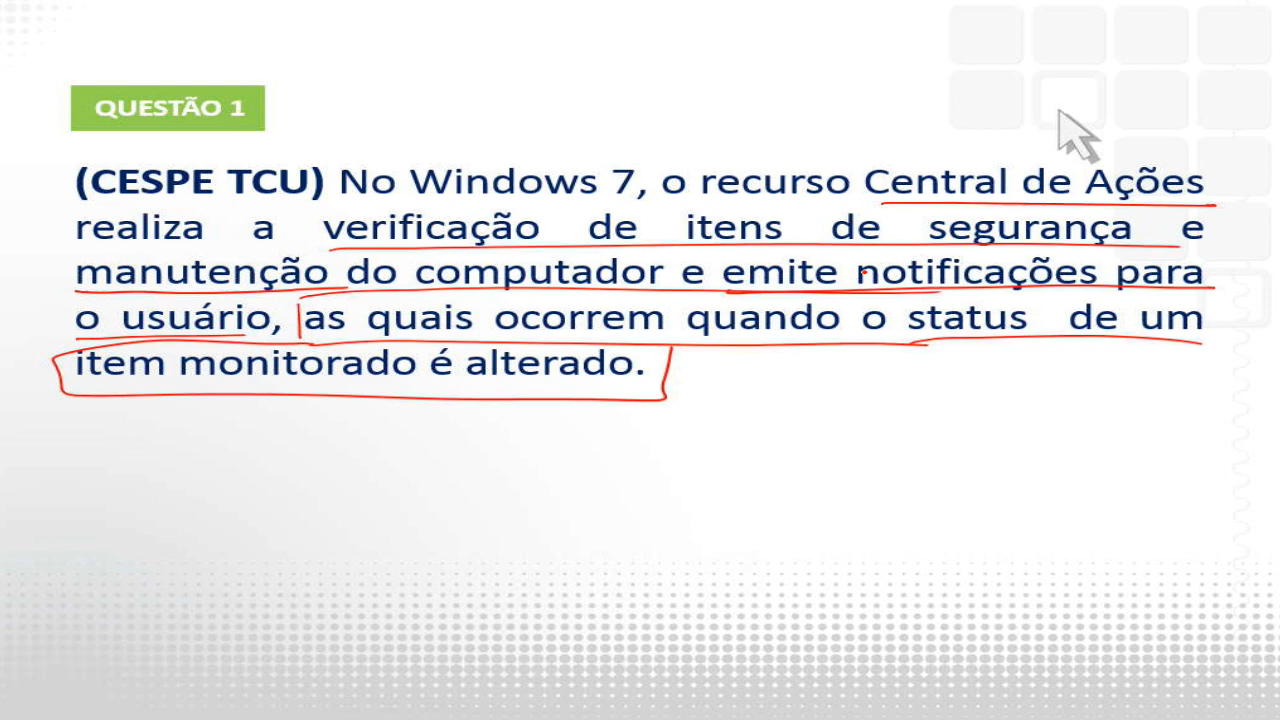 QUESTÃO 1
(CESPE TCU) No Windows 7, o recurso Central de Ações
realiza a verificação de itens de segurança e
manutenção do computador e emite notificações para
o usuário, as quais ocorrem quando o status de um
item monitorado é alterado.